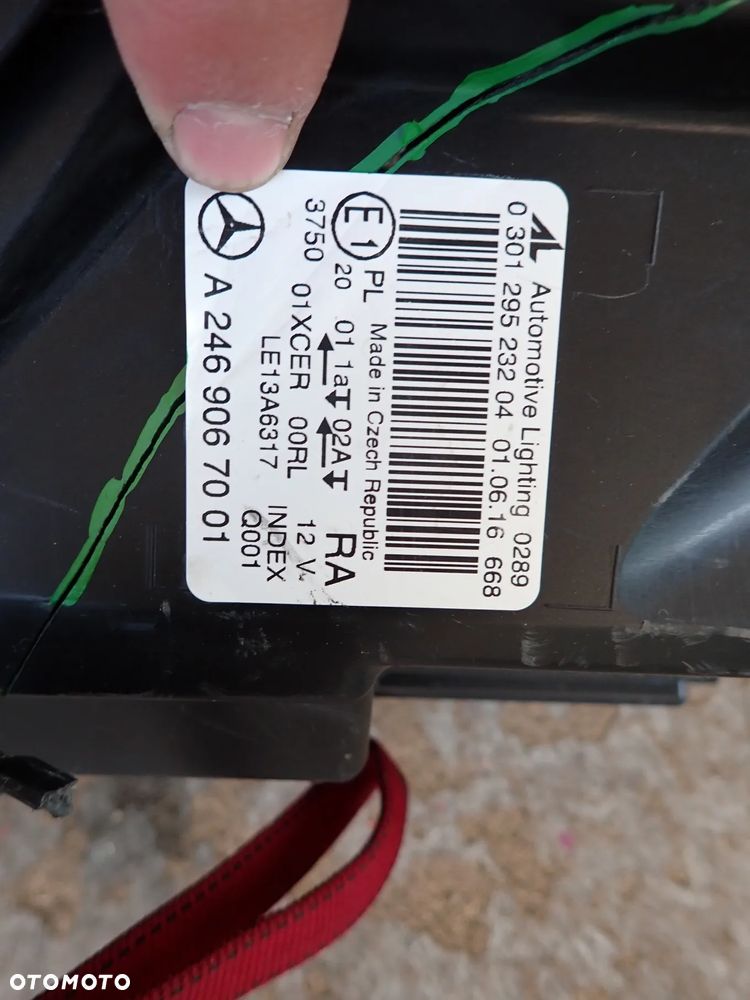 Automotive Lighting 0289
0 301 295 232 04 01.06.16 668
E1
PL Made in Czech Republic
20 01 1a 02A RA
3750 01XCER 00RL 12 V
LE13A6317 INDEX
Q001
A 246 906 70 01
OTOMOTO